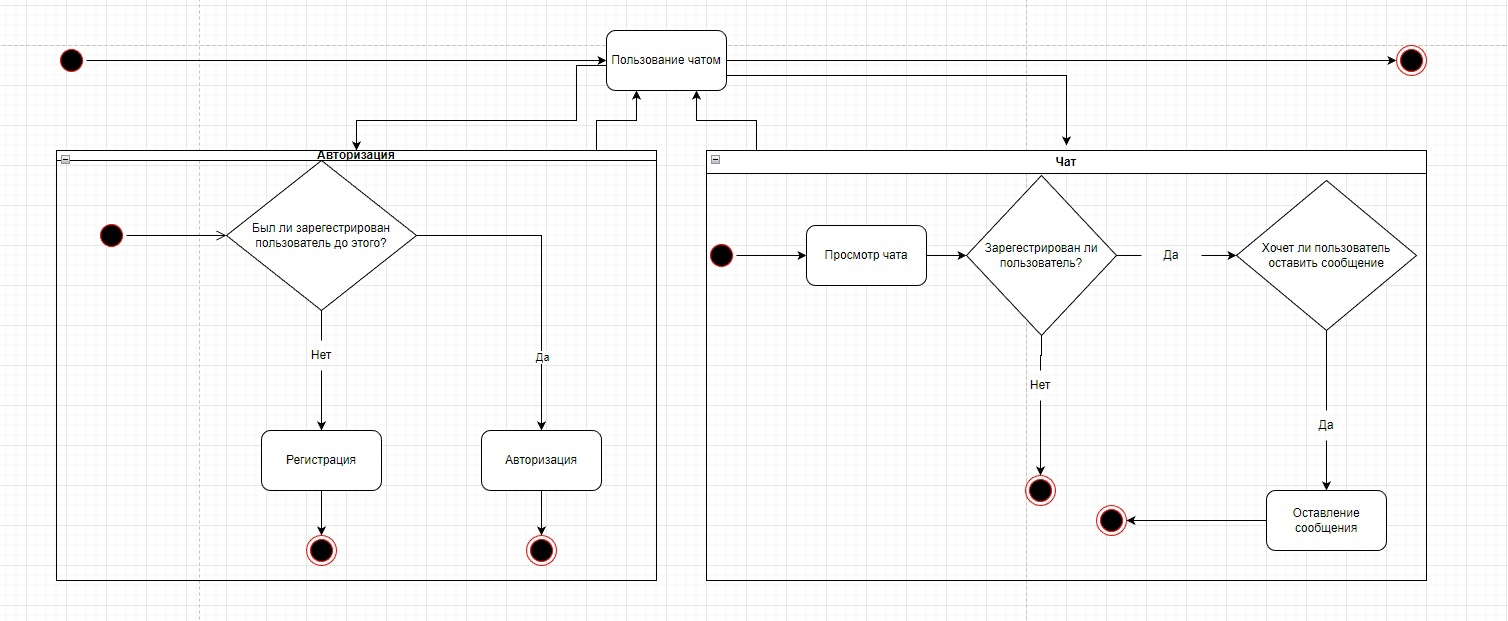 Пользование чатом
Авторизация
Был ли зарегестрирован
пользователь до этого?
Нет
Да
Регистрация
Авторизация
Чат
Просмотр чата
Зарегестрирован ли
пользователь?
Да
Хочет ли пользователь
оставить сообщение
Нет
Да
Оставление
сообщения